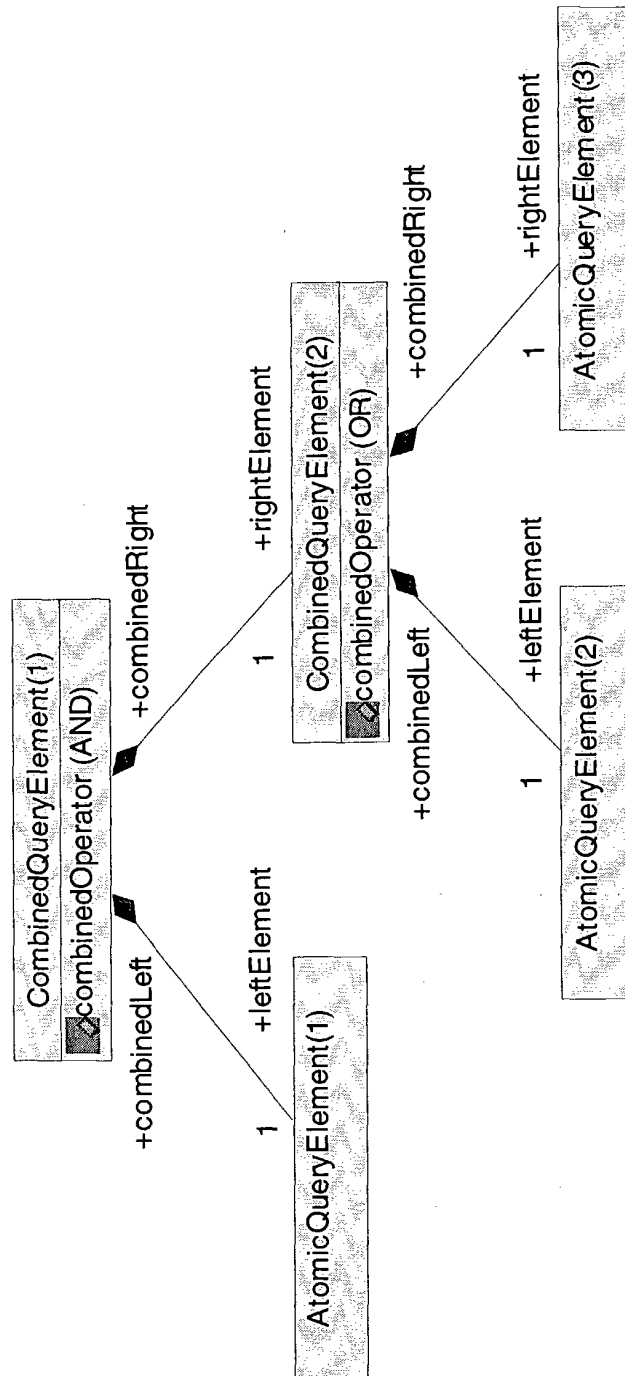 CombinedQueryElement(1)
combinedOperator (AND)
+combinedLeft
+combinedRight
+leftElement
1
1
+rightElement
AtomicQueryElement(1)
CombinedQueryElement(2)
combinedOperator (OR)
+combinedLeft
+combinedRight
1
+leftElement
1
+rightElement
AtomicQueryElement(2)
AtomicQueryElement(3)